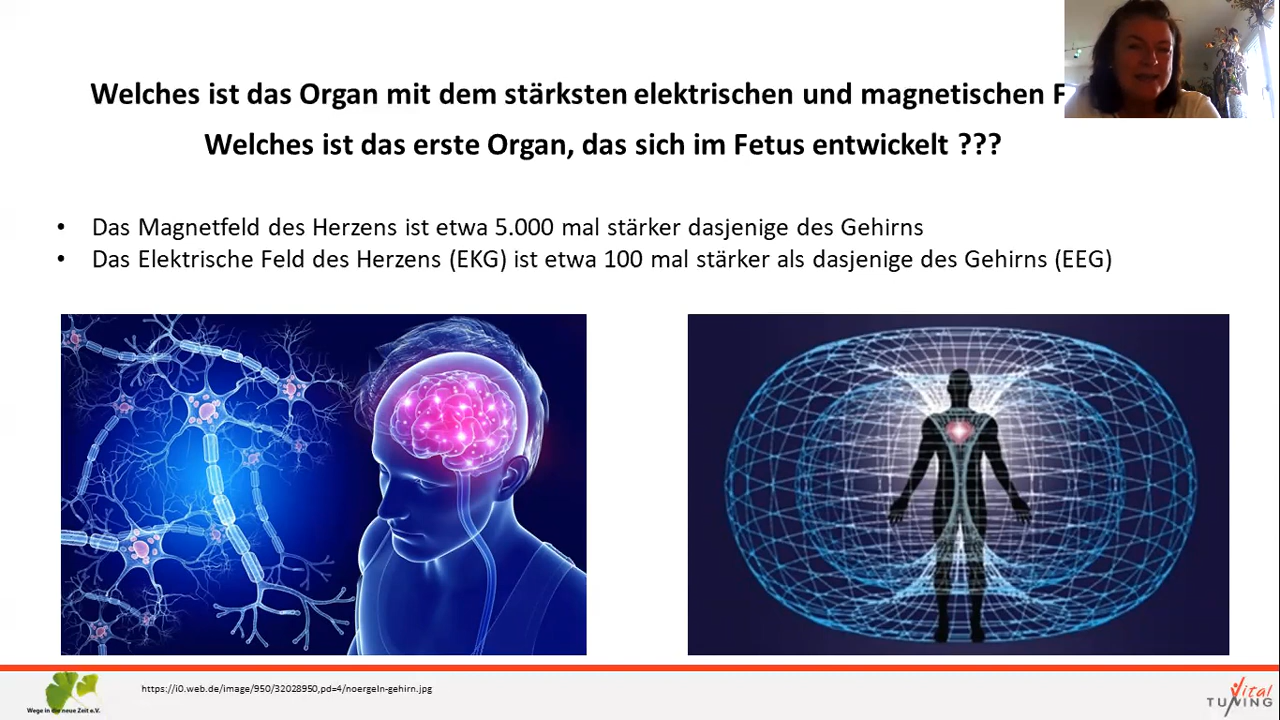 Welches ist das Organ mit dem stärksten elektrischen und magnetischen F
Welches ist das erste Organ, das sich im Fetus entwickelt ???
• Das Magnetfeld des Herzens ist etwa 5.000 mal stärker dasjenige des Gehirns
• Das Elektrische Feld des Herzens (EKG) ist etwa 100 mal stärker als dasjenige des Gehirns (EEG)
https://i0.web.de/image/950/32028950,pd=4/noergeln-gehirn.jpg
Wege in die neue Zeit e.V.
Vital
TUNING